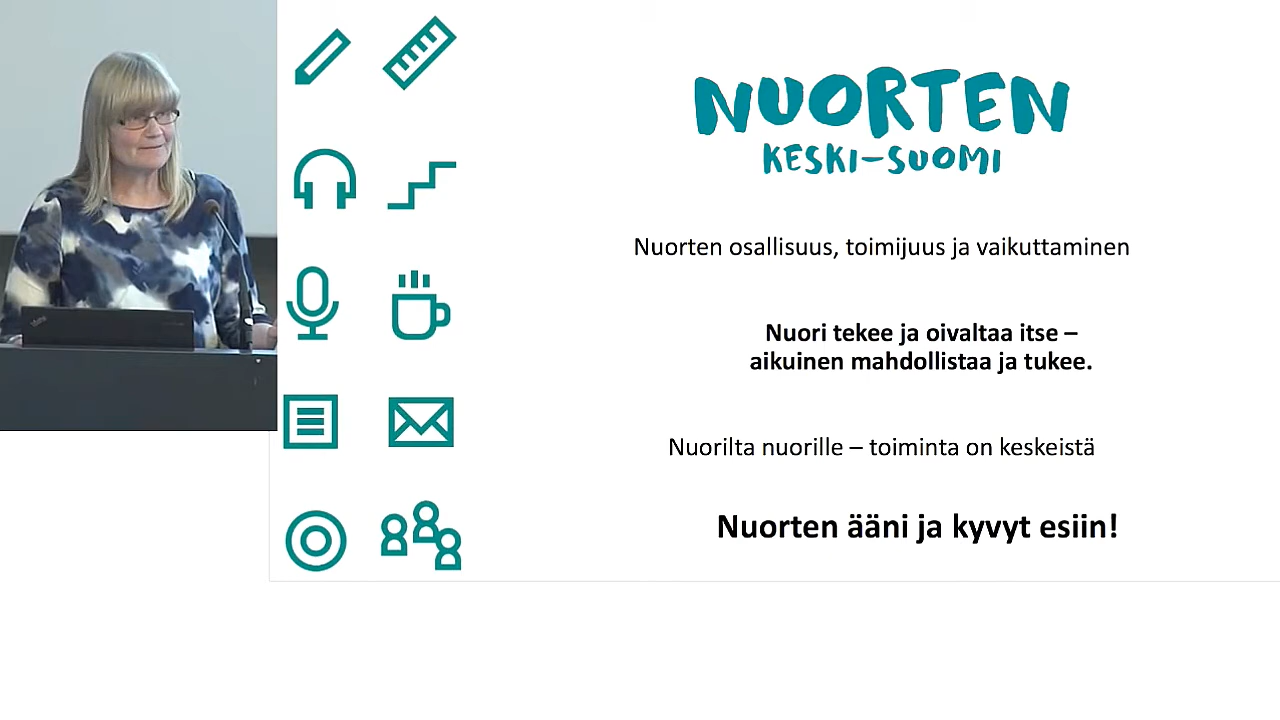 NUORTEN
KESKI-SUOMI
Nuorten osallisuus, toimijuus ja vaikuttaminen
Nuori tekee ja oivaltaa itse –
aikuinen mahdollistaa ja tukee.
Nuorilta nuorille – toiminta on keskeistä
Nuorten ääni ja kyvyt esiin!